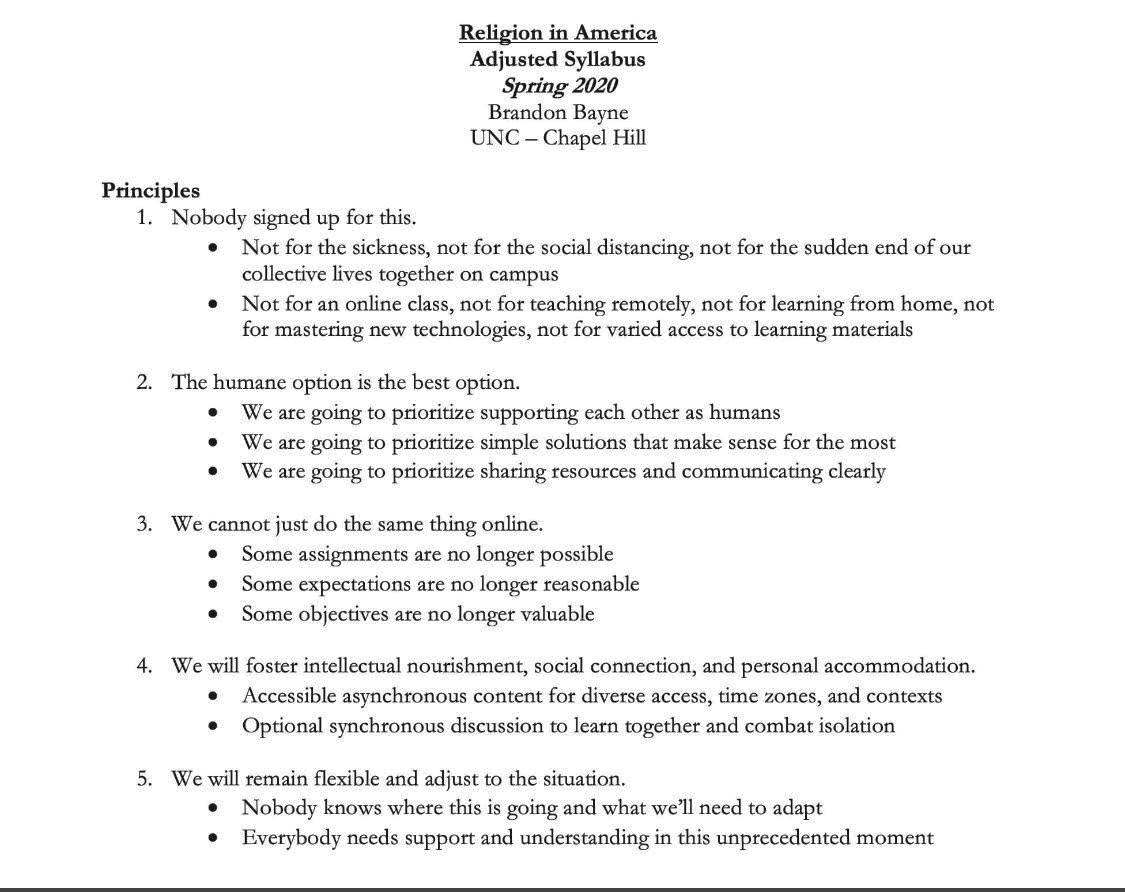 Religion in America
Adjusted Syllabus
Spring 2020
Brandon Bayne
UNC – Chapel Hill
Principles
1. Nobody signed up for this.
• Not for the sickness, not for the social distancing, not for the sudden end of our
collective lives together on campus
• Not for an online class, not for teaching remotely, not for learning from home, not
for mastering new technologies, not for varied access to learning materials
2. The humane option is the best option.
• We are going to prioritize supporting each other as humans
• We are going to prioritize simple solutions that make sense for the most
• We are going to prioritize sharing resources and communicating clearly
3. We cannot just do the same thing online.
• Some assignments are no longer possible
• Some expectations are no longer reasonable
• Some objectives are no longer valuable
4. We will foster intellectual nourishment, social connection, and personal accommodation.
• Accessible asynchronous content for diverse access, time zones, and contexts
• Optional synchronous discussion to learn together and combat isolation
5. We will remain flexible and adjust to the situation.
• Nobody knows where this is going and what we’ll need to adapt
• Everybody needs support and understanding in this unprecedented moment